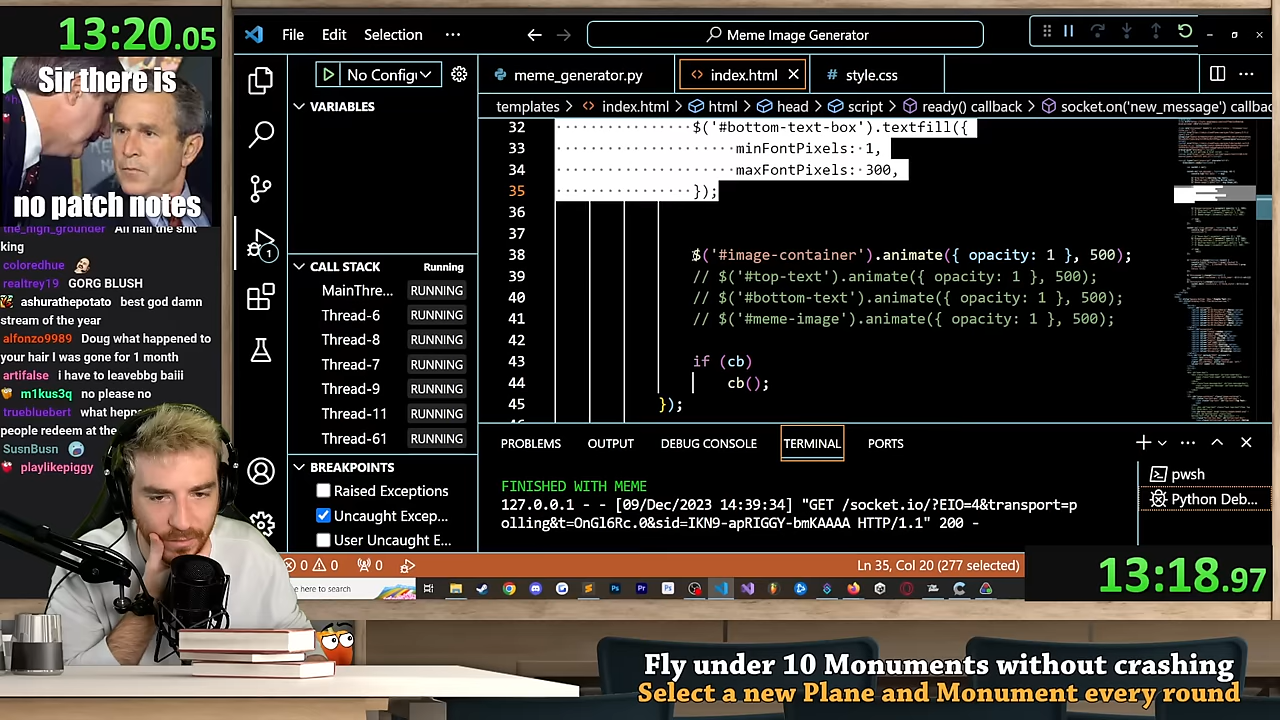 13:20.05
Sir there is
no patch notes
the_high_grounder All hail the shit
king
coloredhue
realtrey19 GORG BLUSH
ashurathepotato best god damn
stream of the year
alfonzo9989 Doug what happened to
your hair I was gone for 1 month
artifalse i have to leavebbg baiii
m1kus3q no please no
truebluebert what
people redeem at the
SusnBusn
playlikepiggy
File Edit Selection ...
Meme Image Generator
No Config
meme_generator.py
index.html
style.css
VARIABLES
templates > index.html > html > head > script > ready() callback > socket.on('new_message') callbac
32 $('#bottom-text-box').textfill({
minFontPixels: 1,
34 maxFontPixels: 300,
35 });
36
37
38 $('#image-container').animate({ opacity: 1 }, 500);
// $('#top-text').animate({ opacity: 1 }, 500);
40 // $('#bottom-text').animate({ opacity: 1 }, 500);
41 // $('#meme-image').animate({ opacity: 1 }, 500);
42
43 if (cb)
44 cb();
45 });
CALL STACK Running
MainThre... RUNNING
Thread-6 RUNNING
Thread-8 RUNNING
Thread-7 RUNNING
Thread-9 RUNNING
Thread-11 RUNNING
Thread-61 RUNNING
BREAKPOINTS
Raised Exceptions
Uncaught Excep...
User Uncaught E...
PROBLEMS OUTPUT DEBUG CONSOLE TERMINAL PORTS
FINISHED WITH MEME
127.0.0.1 - - [09/Dec/2023 14:39:34] "GET /socket.io/?EIO=4&transport=p
olling&t=OnGl6Rc.0&sid=IKN9-apRIGGY-bmKAAAA HTTP/1.1" 200 -
pwsh
Python Deb...
0 0 0
Ln 35, Col 20 (277 selected)
here to search
13:18.97
Fly under 10 Monuments without crashing
Select a new Plane and Monument every round